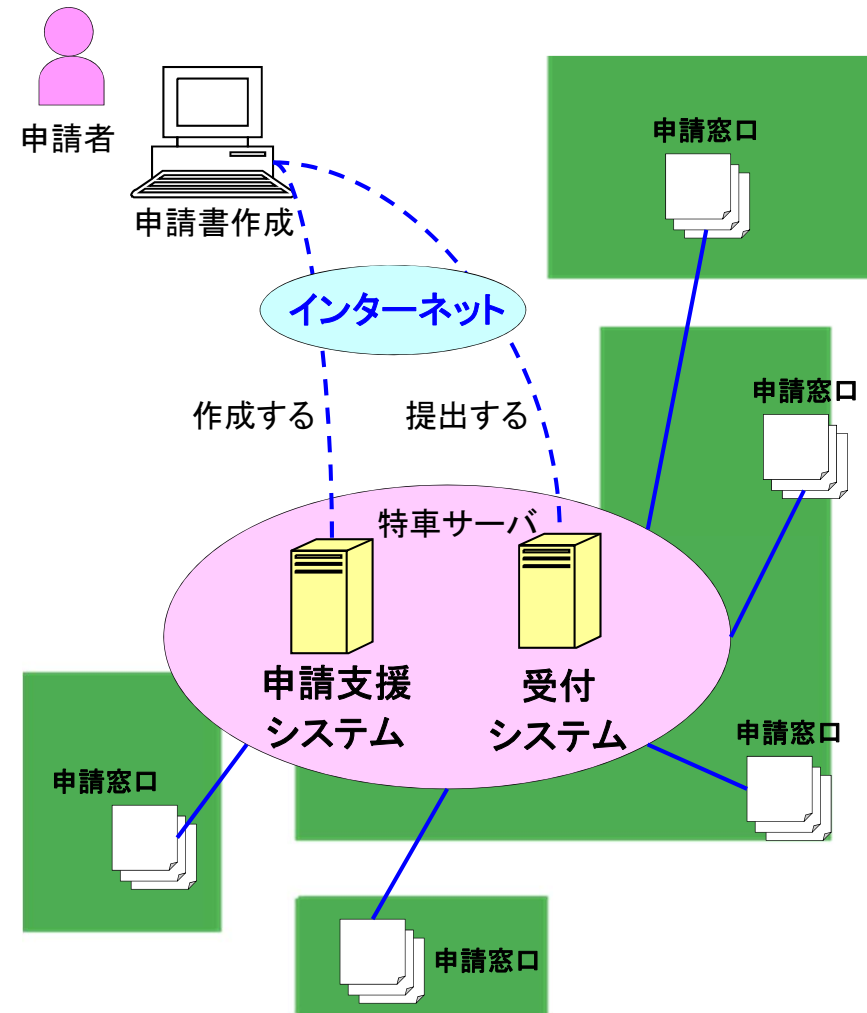 申請者
申請書作成
申請窓口
インターネット
作成する
提出する
申請窓口
特車サーバ
申請支援
システム
受付
システム
申請窓口
申請窓口
申請窓口